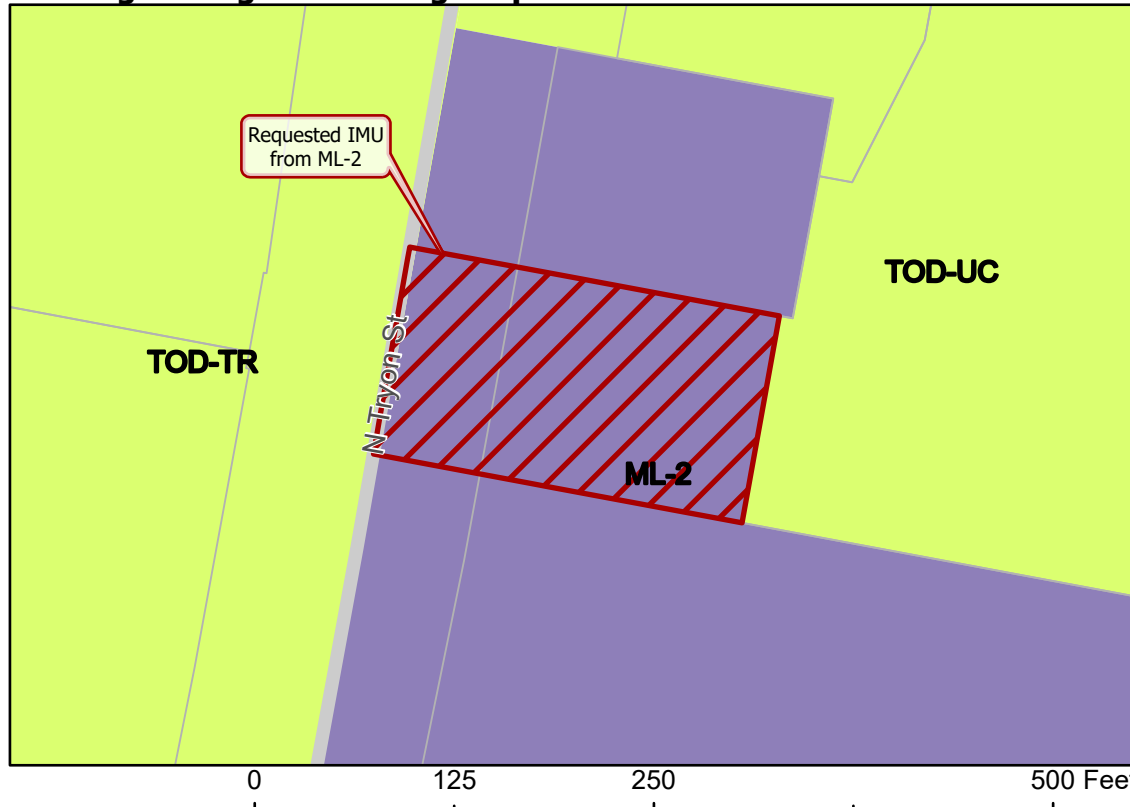 Requested IMU
from ML-2
TOD-UC
TOD-TR
N Tryon St
ML-2
0 125 250 500 Feet